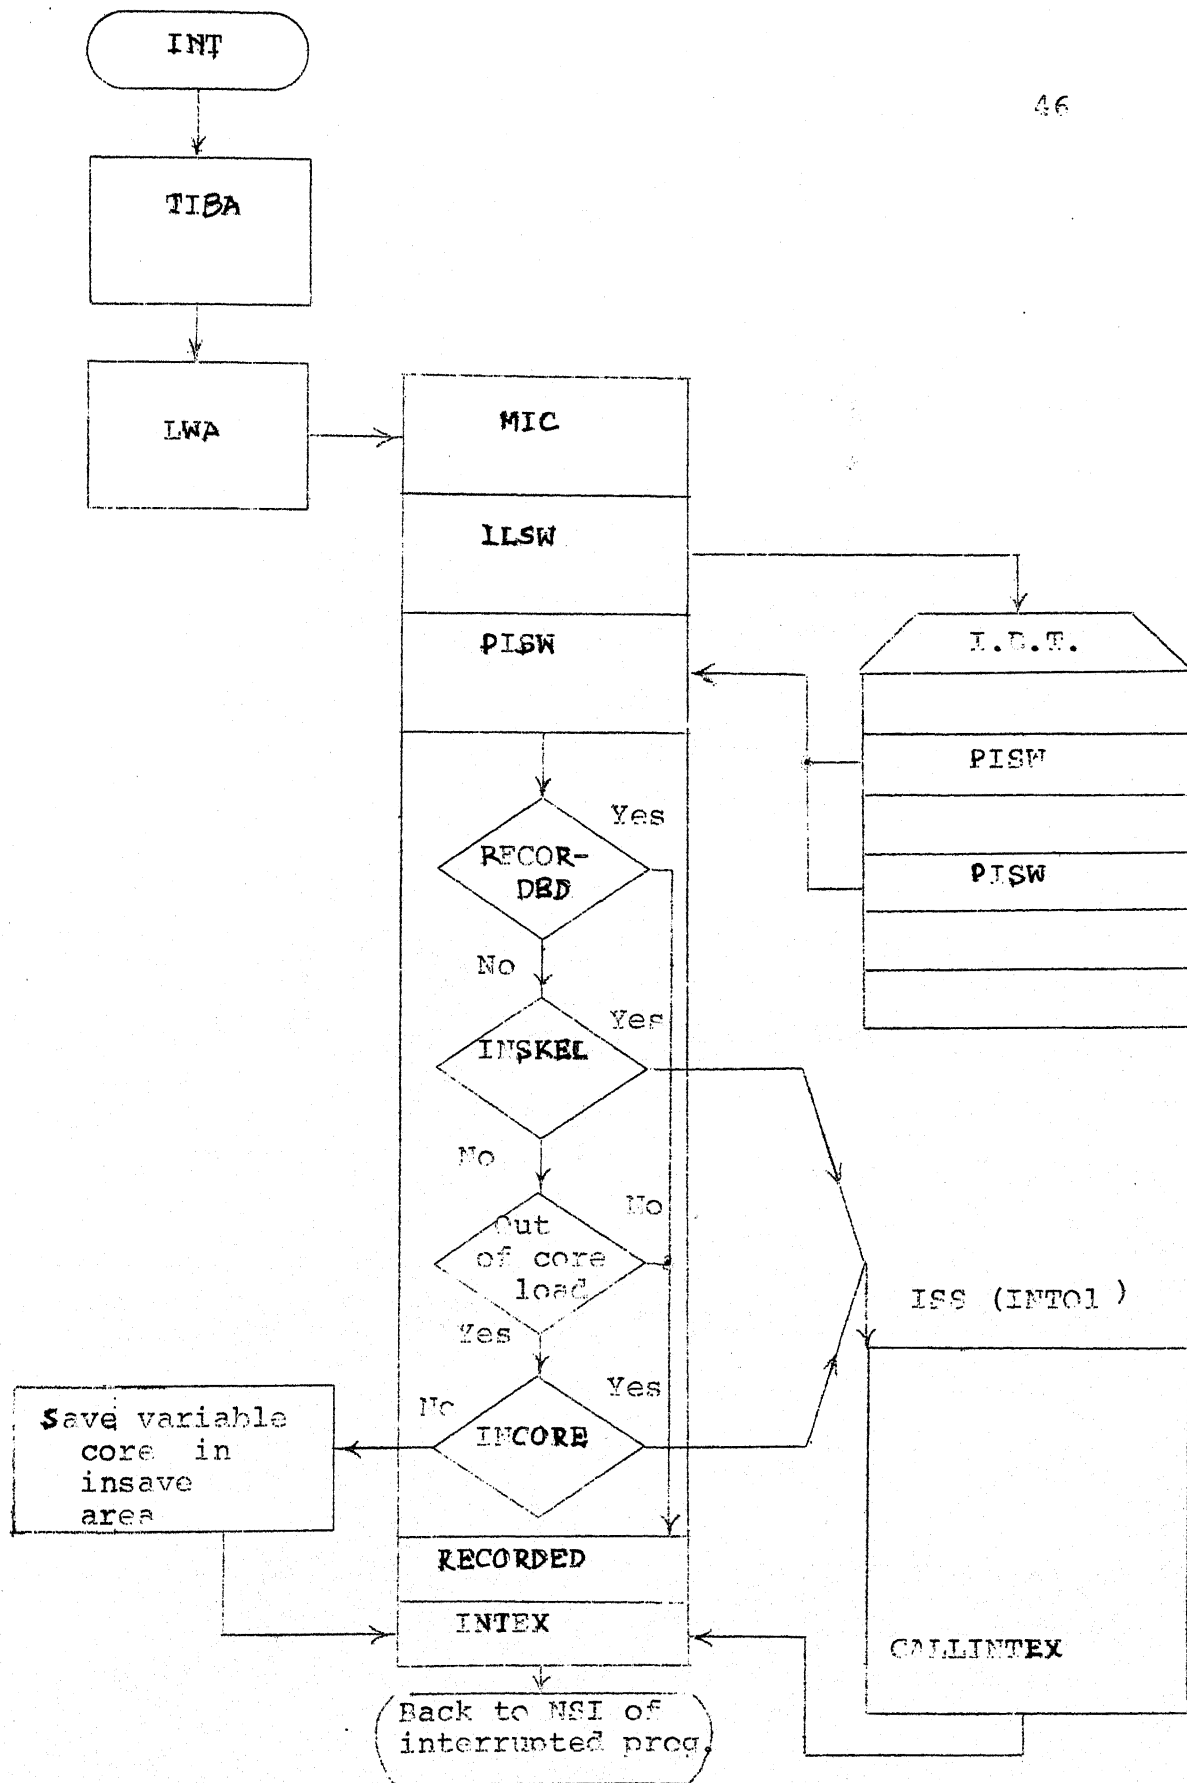 INT
46
TIBA
LWA
MIC
ILSW
PISW
I.D.T.
PISW
Yes
RECOR-
DED
PISW
No
Yes
INSKEL
No
No
Out
of core
load
ISS (INT01)
Yes
Yes
No
Save variable
core in
insave
area
INCORE
RECORDED
INTEX
CALLINTEX
Back to NSI of
interrupted prog.